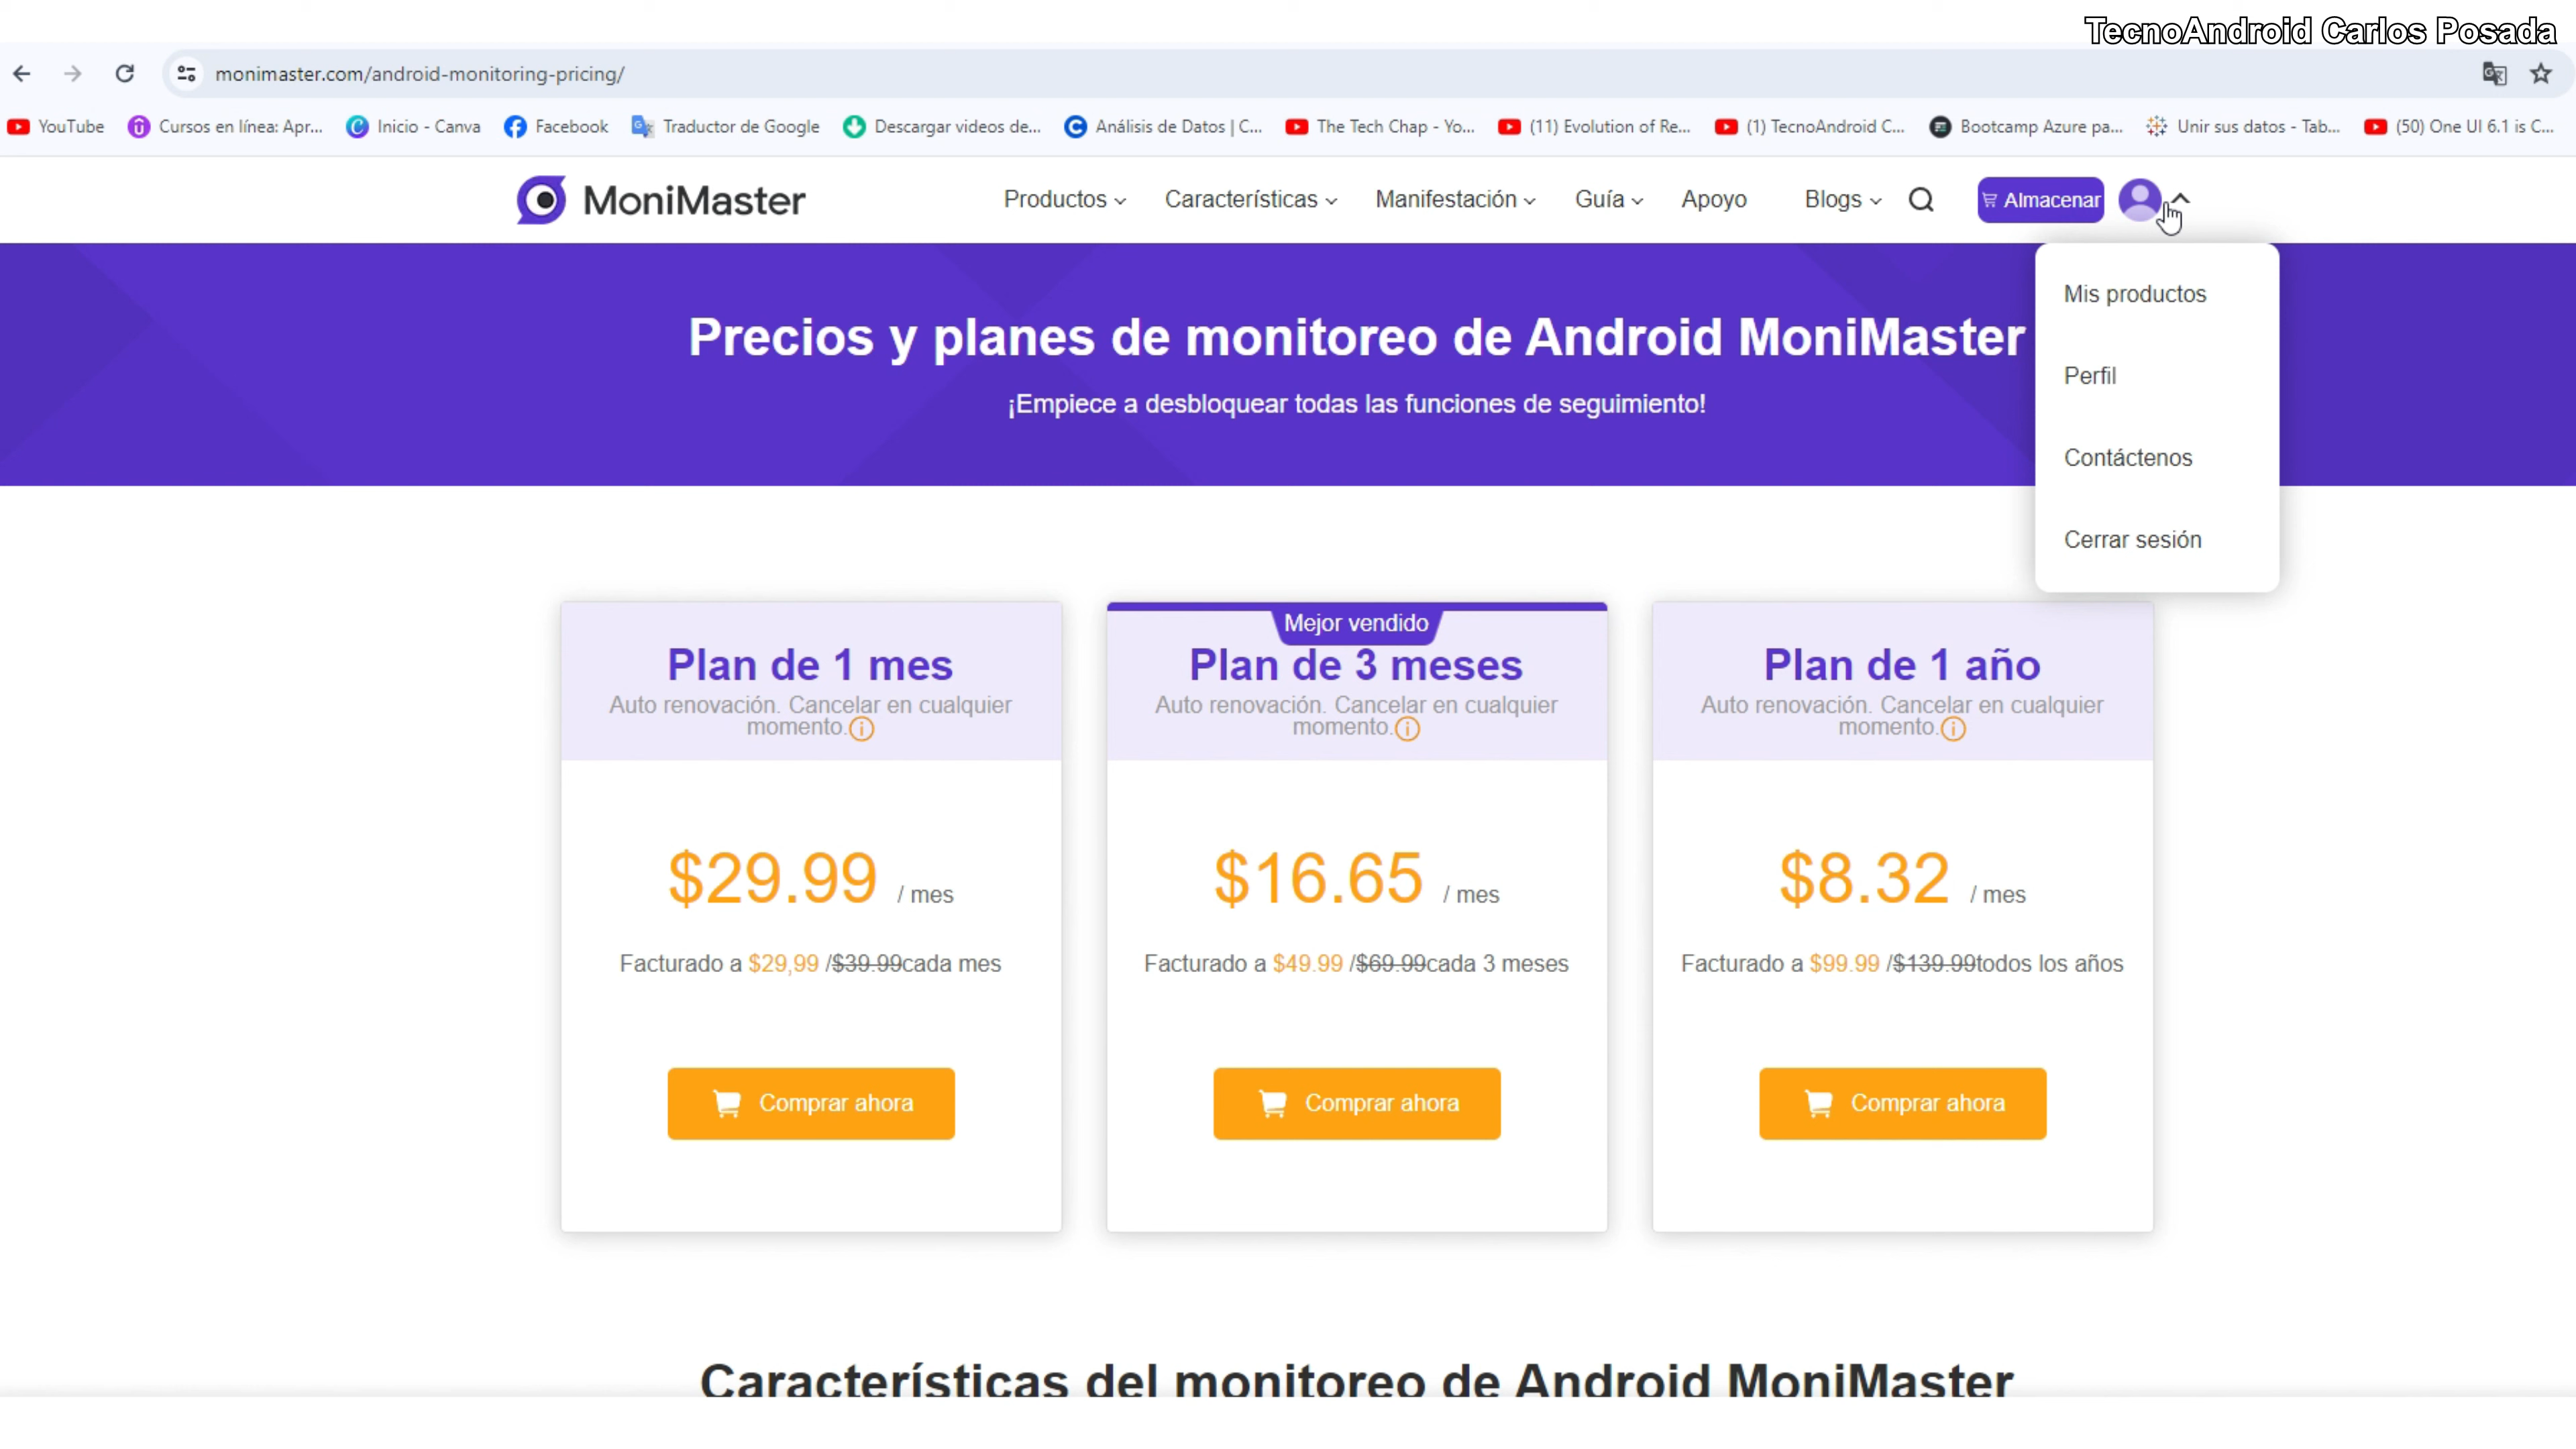 TecnoAndroid Carlos Posada
monimaster.com/android-monitoring-pricing/
YouTube Cursos en línea: Apr... Inicio - Canva Facebook Traductor de Google Descargar videos de... Análisis de Datos | C... The Tech Chap - Yo... (11) Evolution of Re... (1) TecnoAndroid C... Bootcamp Azure pa... Unir sus datos - Tab... (50) One UI 6.1 is C...
MoniMaster Productos Características Manifestación Guía Apoyo Blogs Almacenar
Mis productos
Perfil
Contáctenos
Cerrar sesión
Precios y planes de monitoreo de Android MoniMaster
¡Empiece a desbloquear todas las funciones de seguimiento!
Plan de 1 mes
Auto renovación. Cancelar en cualquier
momento.
$29.99 / mes
Facturado a $29,99 /$39.99cada mes
Comprar ahora
Mejor vendido
Plan de 3 meses
Auto renovación. Cancelar en cualquier
momento.
$16.65 / mes
Facturado a $49.99 /$69.99cada 3 meses
Comprar ahora
Plan de 1 año
Auto renovación. Cancelar en cualquier
momento.
$8.32 / mes
Facturado a $99.99 /$139.99todos los años
Comprar ahora
Características del monitoreo de Android MoniMaster